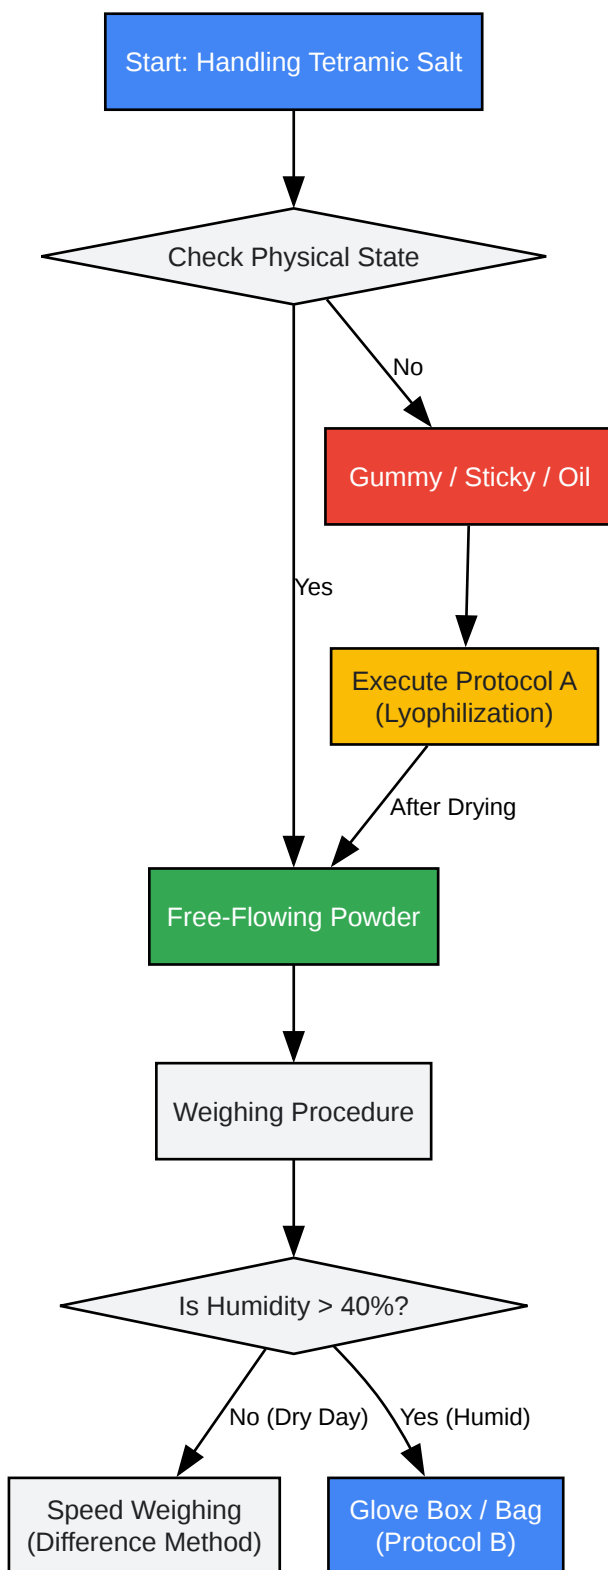 Start: Handling Tetramic Salt
Check Physical State
No
Gummy / Sticky / Oil
Yes
Execute Protocol A
(Lyophilization)
After Drying
Free-Flowing Powder
Weighing Procedure
Is Humidity > 40%?
No (Dry Day)
Yes (Humid)
Speed Weighing
(Difference Method)
Glove Box / Bag
(Protocol B)